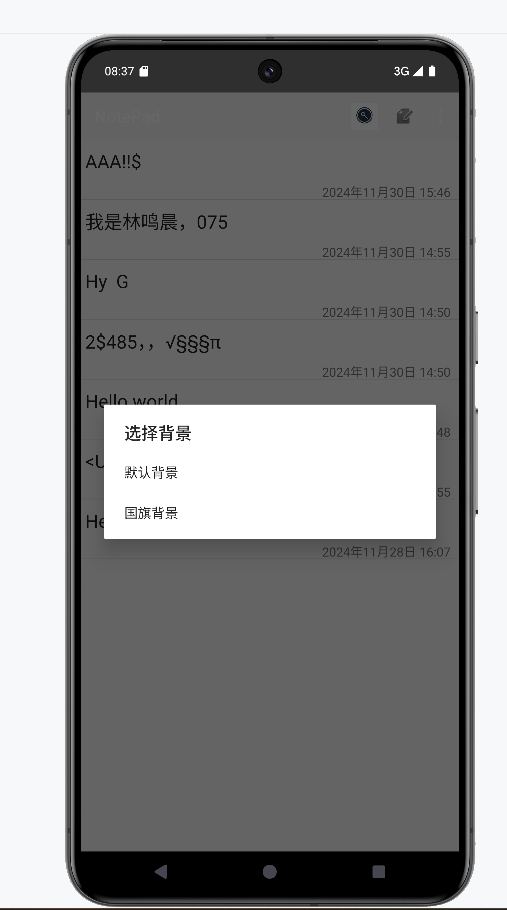 08:37
3G
NotePad
AAA!!$
2024年11月30日 15:46
我是林鸣晨，075
2024年11月30日 14:55
Hy G
2024年11月30日 14:50
2$485, , √§§§π
2024年11月30日 14:50
Hello world
48
选择背景
<U
默认背景
55
国旗背景
He
2024年11月28日 16:07